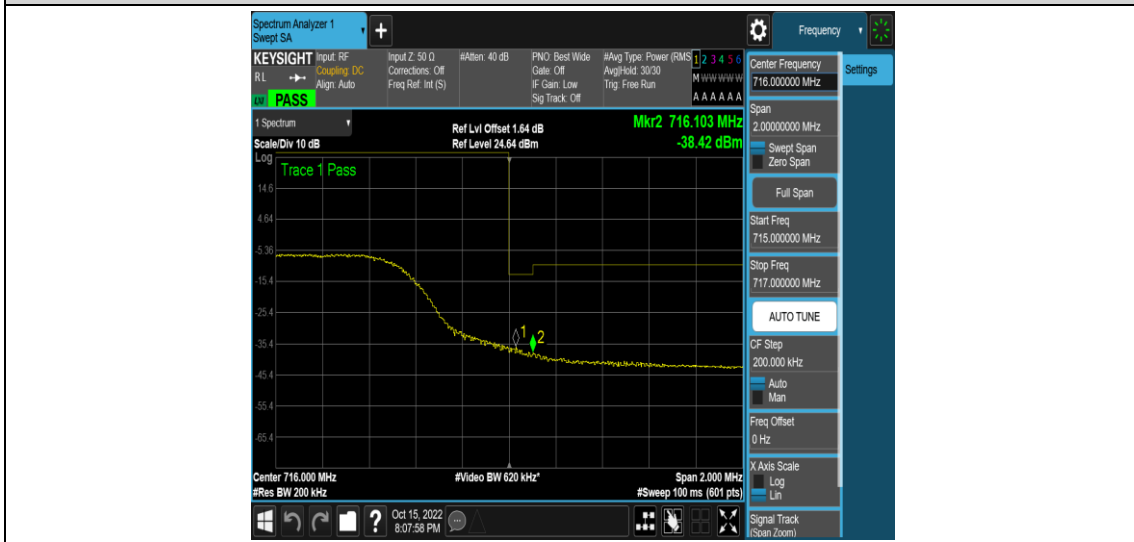 Spectrum Analyzer 1
Swept SA
+
Frequency
KEYSIGHT
RL
LXI
PASS
Input: RF
Coupling: DC
Align: Auto
Input Z: 50 Ω
Corrections: Off
Freq Ref: Int (S)
#Atten: 40 dB
PNO: Best Wide
Gate: Off
IF Gain: Low
Sig Track: Off
#Avg Type: Power (RMS
Avg|Hold: 30/30
Trig: Free Run
1 2 3 4 5 6
M W W W W W
A A A A A A
1 Spectrum
Scale/Div 10 dB
Ref Lvl Offset 1.64 dB
Ref Level 24.64 dBm
Mkr2 716.103 MHz
-38.42 dBm
Log
Trace 1 Pass
14.6
4.64
-5.36
-15.4
-25.4
-35.4
-45.4
-55.4
-65.4
1
2
Center 716.000 MHz
#Res BW 200 kHz
#Video BW 620 kHz*
Span 2.000 MHz
#Sweep 100 ms (601 pts)
Oct 15, 2022
8:07:58 PM
?
Center Frequency
716.000000 MHz
Settings
Span
2.00000000 MHz
Swept Span
Zero Span
Full Span
Start Freq
715.000000 MHz
Stop Freq
717.000000 MHz
AUTO TUNE
CF Step
200.000 kHz
Auto
Man
Freq Offset
0 Hz
X Axis Scale
Log
Lin
Signal Track
(Span Zoom)